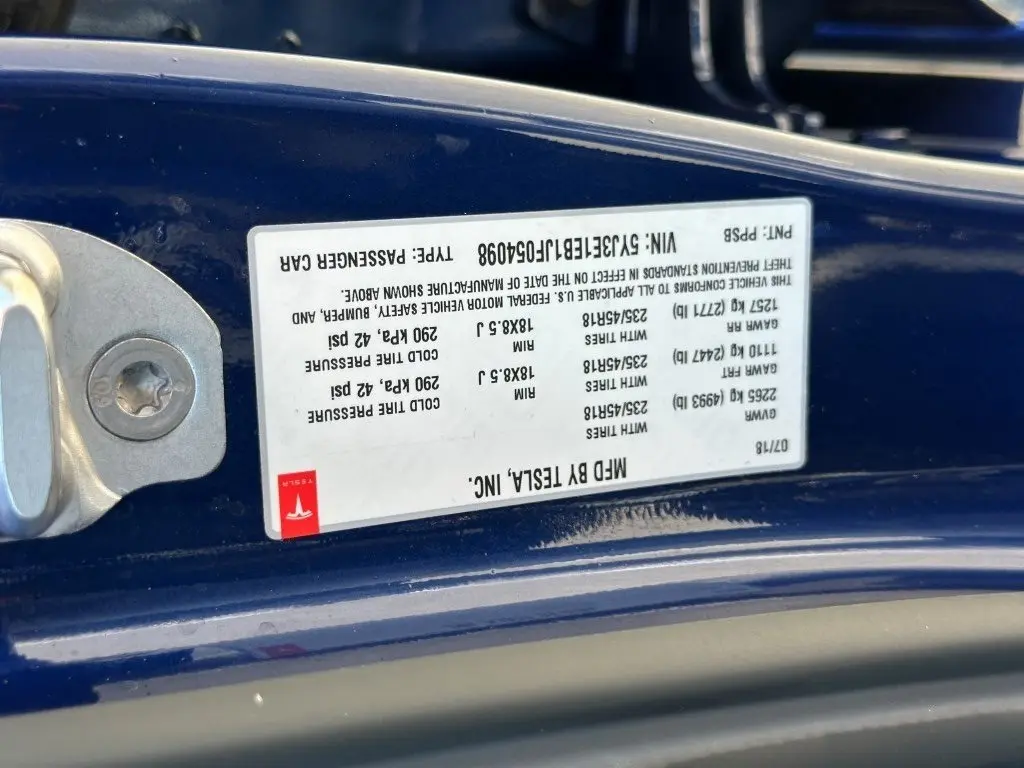 MFD BY TESLA, INC.
07/18
GVWR
2265 kg (4993 lb)
GAWR FRT WITH TIRES RIM COLD TIRE PRESSURE
1110 kg (2447 lb) 235/45R18 18X8.5 J 290 kPa, 42 psi
GAWR RR WITH TIRES RIM COLD TIRE PRESSURE
1257 kg (2771 lb) 235/45R18 18X8.5 J 290 kPa, 42 psi
THIS VEHICLE CONFORMS TO ALL APPLICABLE U.S. FEDERAL MOTOR VEHICLE SAFETY, BUMPER, AND
THEFT PREVENTION STANDARDS IN EFFECT ON THE DATE OF MANUFACTURE SHOWN ABOVE.
PNT: PPSB VIN: 5YJ3E1EB1JF054098 TYPE: PASSENGER CAR
TESLA